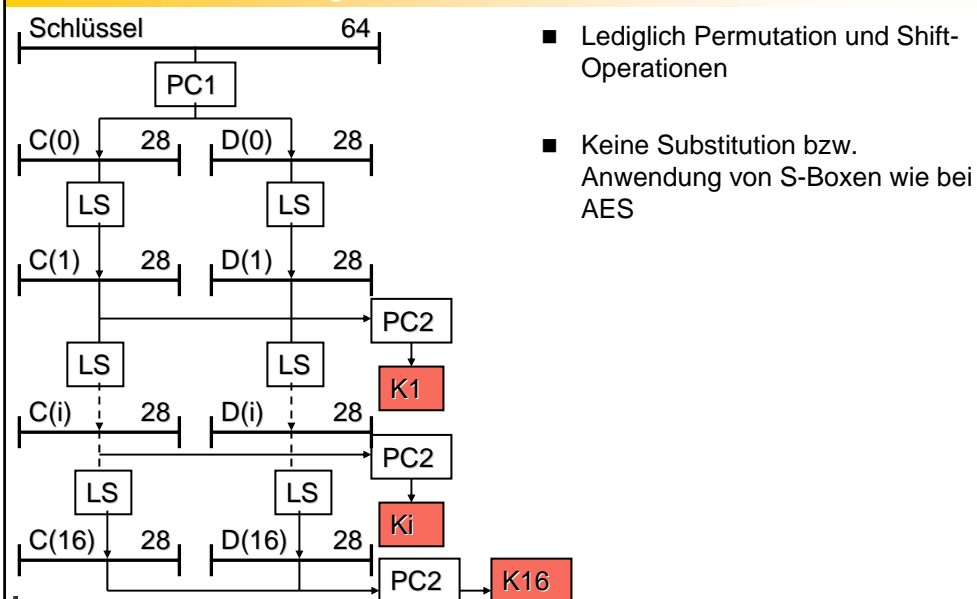 Schlüssel 64
PC1
C(0) 28 D(0) 28
LS LS
C(1) 28 D(1) 28
PC2
LS LS
K1
C(i) 28 D(i) 28
PC2
LS LS
Ki
C(16) 28 D(16) 28
PC2 K16
■ Lediglich Permutation und Shift-
Operationen
■ Keine Substitution bzw.
Anwendung von S-Boxen wie bei
AES